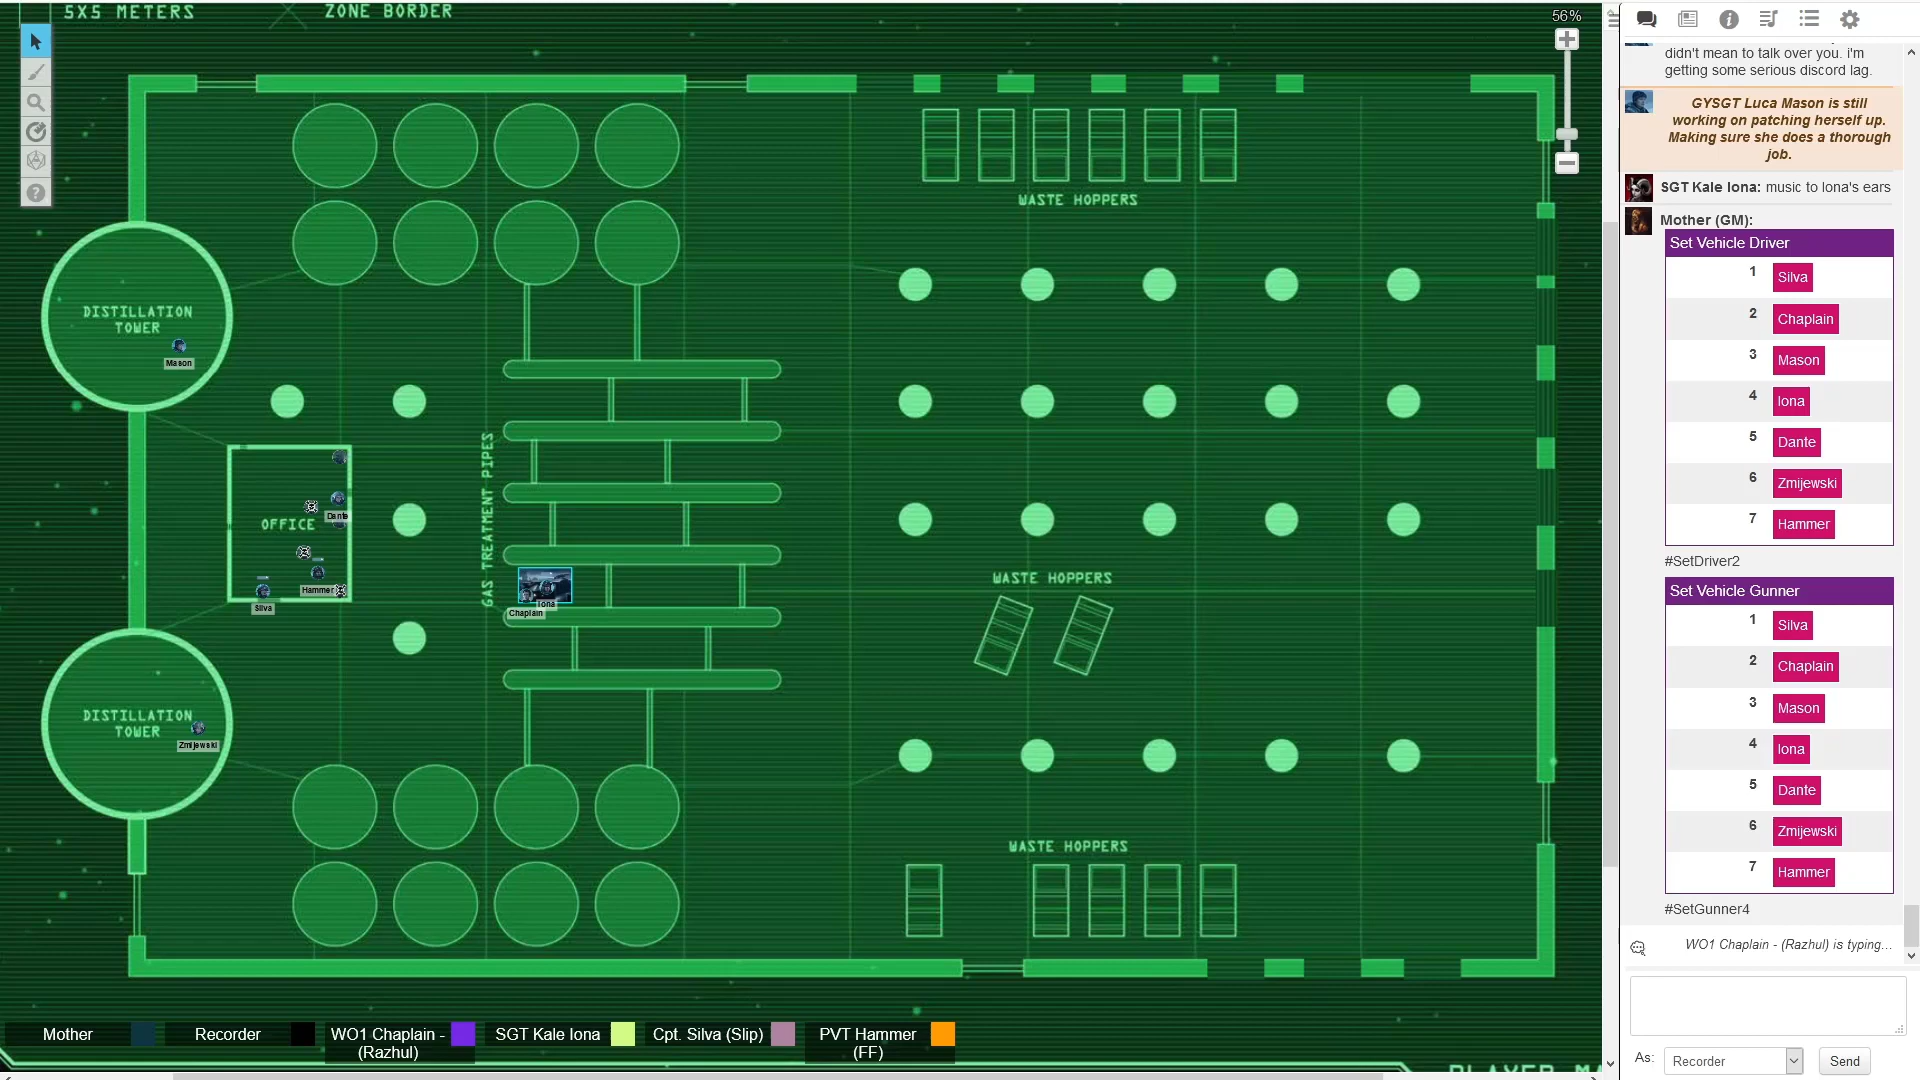 5X5 METERS
ZONE BORDER
56%
didn't mean to talk over you. i'm
getting some serious discord lag.
GYSGT Luca Mason is still
working on patching herself up.
Making sure she does a thorough
job.
SGT Kale Iona: music to Iona's ears
Mother (GM):
Set Vehicle Driver
1 Silva
2 Chaplain
3 Mason
4 Iona
5 Dante
6 Zmijewski
7 Hammer
#SetDriver2
Set Vehicle Gunner
1 Silva
2 Chaplain
3 Mason
4 Iona
5 Dante
6 Zmijewski
7 Hammer
#SetGunner4
WO1 Chaplain - (Razhul) is typing...
As:
Recorder
Send
WASTE HOPPERS
DISTILLATION
TOWER
Mason
GAS TREATMENT PIPES
OFFICE
Dante
Hammer
Silva
Iona
Chaplain
WASTE HOPPERS
DISTILLATION
TOWER
Zmijewski
WASTE HOPPERS
Mother
Recorder
WO1 Chaplain -
(Razhul)
SGT Kale Iona
Cpt. Silva (Slip)
PVT Hammer
(FF)